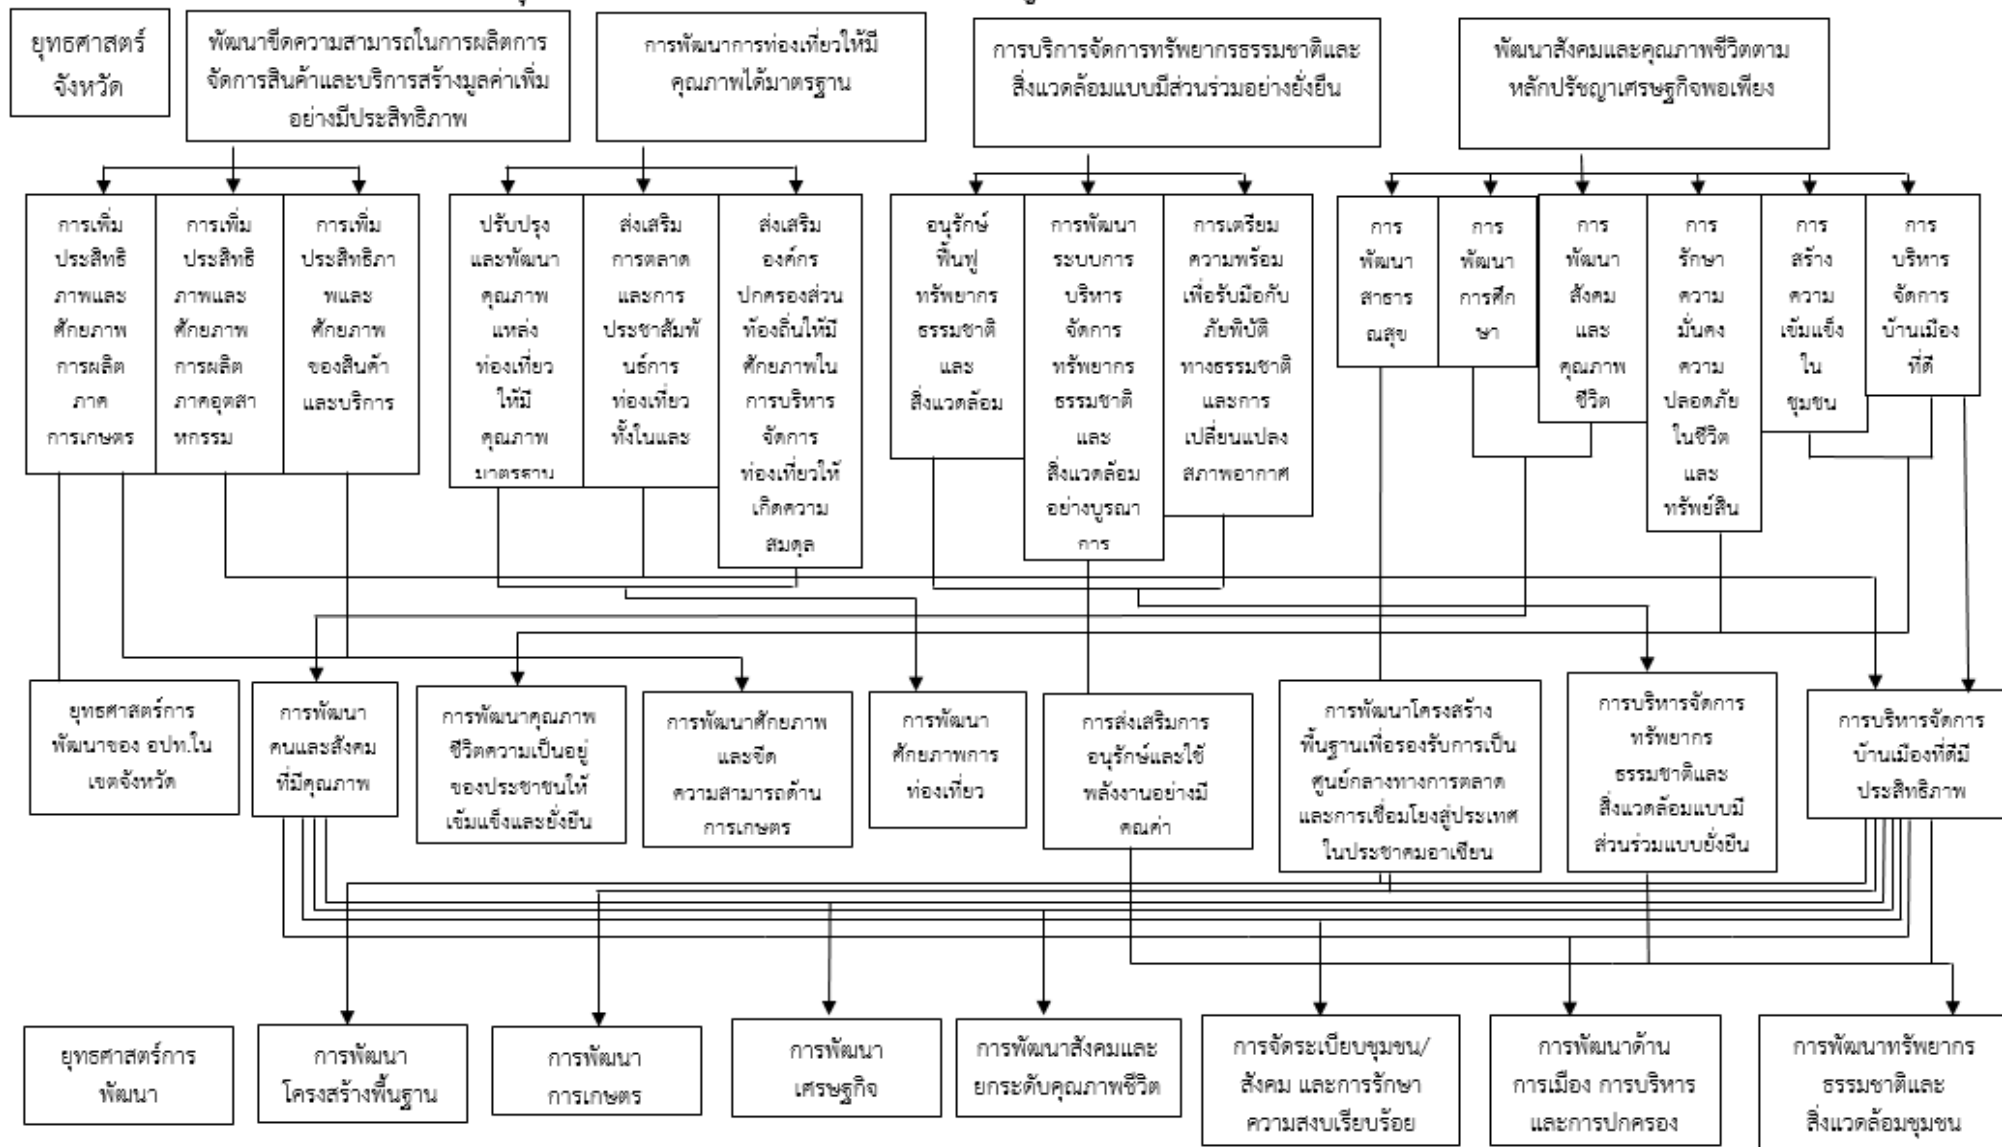 ยุทธศาสตร์
จังหวัด
พัฒนาขีดความสามารถในการผลิตการ
จัดการสินค้าและบริการสร้างมูลค่าเพิ่ม
อย่างมีประสิทธิภาพ
การพัฒนาการท่องเที่ยวให้มี
คุณภาพได้มาตรฐาน
การบริการจัดการทรัพยากรธรรมชาติและ
สิ่งแวดล้อมแบบมีส่วนร่วมอย่างยั่งยืน
พัฒนาสังคมและคุณภาพชีวิตตาม
หลักปรัชญาเศรษฐกิจพอเพียง
การเพิ่ม
ประสิทธิ
ภาพและ
ศักยภาพ
การผลิต
ภาค
การเกษตร
การเพิ่ม
ประสิทธิ
ภาพและ
ศักยภาพ
การผลิต
ภาคอุตสา
หกรรม
การเพิ่ม
ประสิทธิภา
พและ
ศักยภาพ
ของสินค้า
และบริการ
ปรับปรุง
และพัฒนา
คุณภาพ
แหล่ง
ท่องเที่ยว
ให้มี
คุณภาพ
มาตรฐาน
ส่งเสริม
การตลาด
และการ
ประชาสัมพั
นธ์การ
ท่องเที่ยว
ทั้งในและ
ส่งเสริม
องค์กร
ปกครองส่วน
ท้องถิ่นให้มี
ศักยภาพใน
การบริหาร
จัดการ
ท่องเที่ยวให้
เกิดความ
สมดุล
อนุรักษ์
ฟื้นฟู
ทรัพยากร
ธรรมชาติ
และ
สิ่งแวดล้อม
การพัฒนา
ระบบการ
บริหาร
จัดการ
ทรัพยากร
ธรรมชาติ
และ
สิ่งแวดล้อม
อย่างบูรณา
การ
การเตรียม
ความพร้อม
เพื่อรับมือกับ
ภัยพิบัติ
ทางธรรมชาติ
และการ
เปลี่ยนแปลง
สภาพอากาศ
การ
พัฒนา
สาธาร
ณสุข
การ
พัฒนา
การศึก
ษา
การ
พัฒนา
สังคม
และ
คุณภาพ
ชีวิต
การ
รักษา
ความ
มั่นคง
ความ
ปลอดภัย
ในชีวิต
และ
ทรัพย์สิน
การ
สร้าง
ความ
เข้มแข็ง
ใน
ชุมชน
การ
บริหาร
จัดการ
บ้านเมือง
ที่ดี
ยุทธศาสตร์การ
พัฒนาของ อปท.ใน
เขตจังหวัด
การพัฒนา
คนและสังคม
ที่มีคุณภาพ
การพัฒนาคุณภาพ
ชีวิตความเป็นอยู่
ของประชาชนให้
เข้มแข็งและยั่งยืน
การพัฒนาศักยภาพ
และขีด
ความสามารถด้าน
การเกษตร
การพัฒนา
ศักยภาพการ
ท่องเที่ยว
การส่งเสริมการ
อนุรักษ์และใช้
พลังงานอย่างมี
คุณค่า
การพัฒนาโครงสร้าง
พื้นฐานเพื่อรองรับการเป็น
ศูนย์กลางทางการตลาด
และการเชื่อมโยงสู่ประเทศ
ในประชาคมอาเซียน
การบริหารจัดการ
ทรัพยากร
ธรรมชาติและ
สิ่งแวดล้อมแบบมี
ส่วนร่วมแบบยั่งยืน
การบริหารจัดการ
บ้านเมืองที่ดีมี
ประสิทธิภาพ
ยุทธศาสตร์การ
พัฒนา
การพัฒนา
โครงสร้างพื้นฐาน
การพัฒนา
การเกษตร
การพัฒนา
เศรษฐกิจ
การพัฒนาสังคมและ
ยกระดับคุณภาพชีวิต
การจัดระเบียบชุมชน/
สังคม และการรักษา
ความสงบเรียบร้อย
การพัฒนาด้าน
การเมือง การบริหาร
และการปกครอง
การพัฒนาทรัพยากร
ธรรมชาติและ
สิ่งแวดล้อมชุมชน